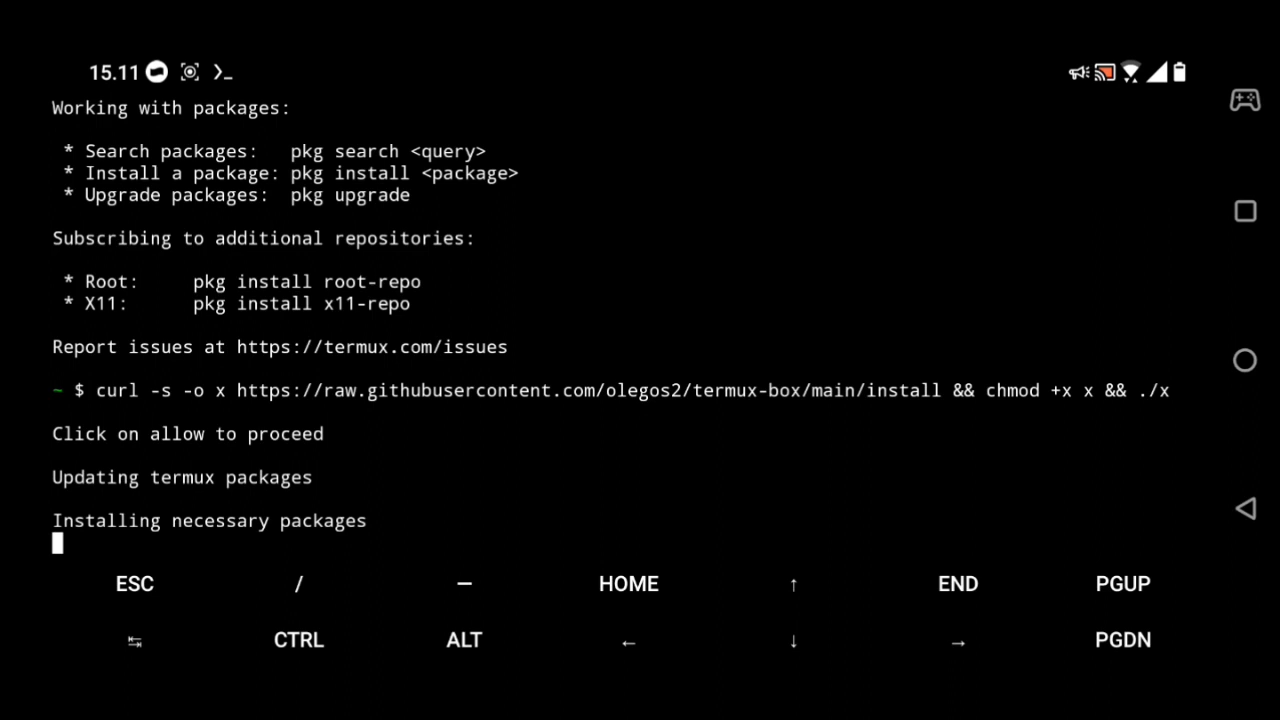 15.11
Working with packages:
* Search packages:   pkg search <query>
* Install a package: pkg install <package>
* Upgrade packages:  pkg upgrade
Subscribing to additional repositories:
* Root:     pkg install root-repo
* X11:      pkg install x11-repo
Report issues at https://termux.com/issues
~ $ curl -s -o x https://raw.githubusercontent.com/olegos2/termux-box/main/install && chmod +x x && ./x
Click on allow to proceed
Updating termux packages
Installing necessary packages
ESC / — HOME ↑ END PGUP
↹ CTRL ALT ← ↓ → PGDN